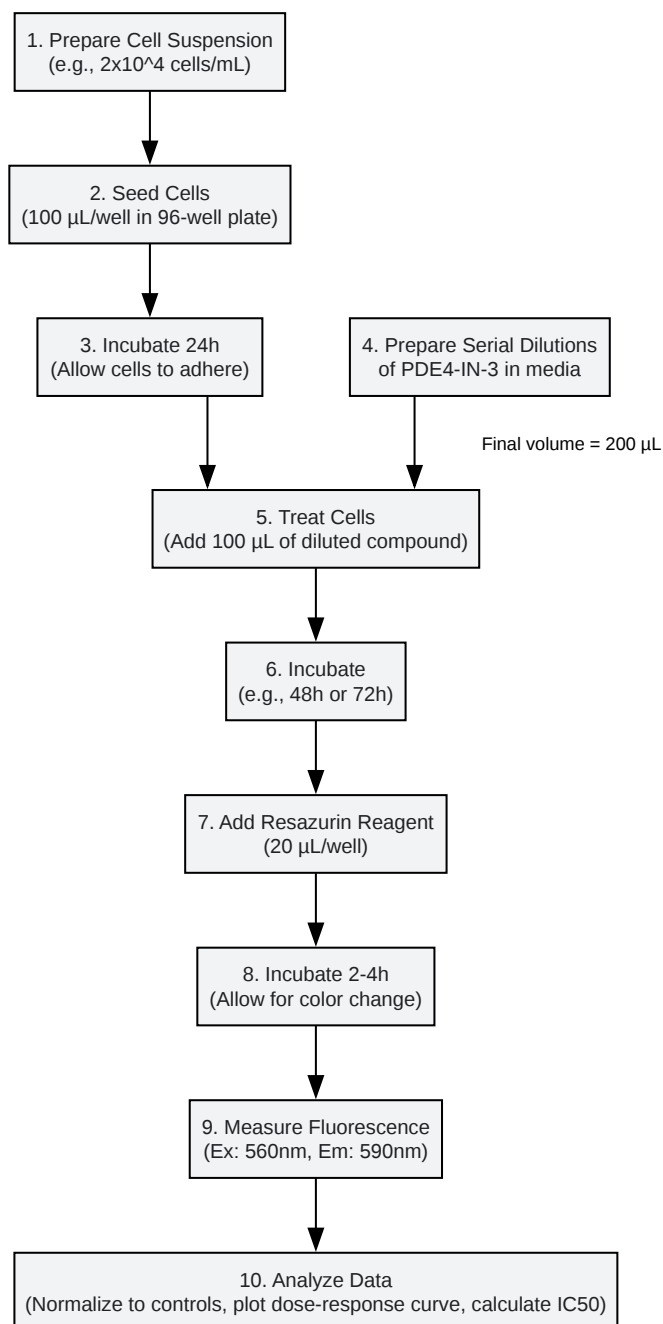 1. Prepare Cell Suspension
(e.g., 2x10^4 cells/mL)
2. Seed Cells
(100 µL/well in 96-well plate)
3. Incubate 24h
(Allow cells to adhere)
4. Prepare Serial Dilutions
of PDE4-IN-3 in media
Final volume = 200 µL
5. Treat Cells
(Add 100 µL of diluted compound)
6. Incubate
(e.g., 48h or 72h)
7. Add Resazurin Reagent
(20 µL/well)
8. Incubate 2-4h
(Allow for color change)
9. Measure Fluorescence
(Ex: 560nm, Em: 590nm)
10. Analyze Data
(Normalize to controls, plot dose-response curve, calculate IC50)